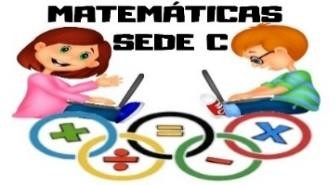 MATEMÁTICAS
SEDE C
+ = ×
÷ -